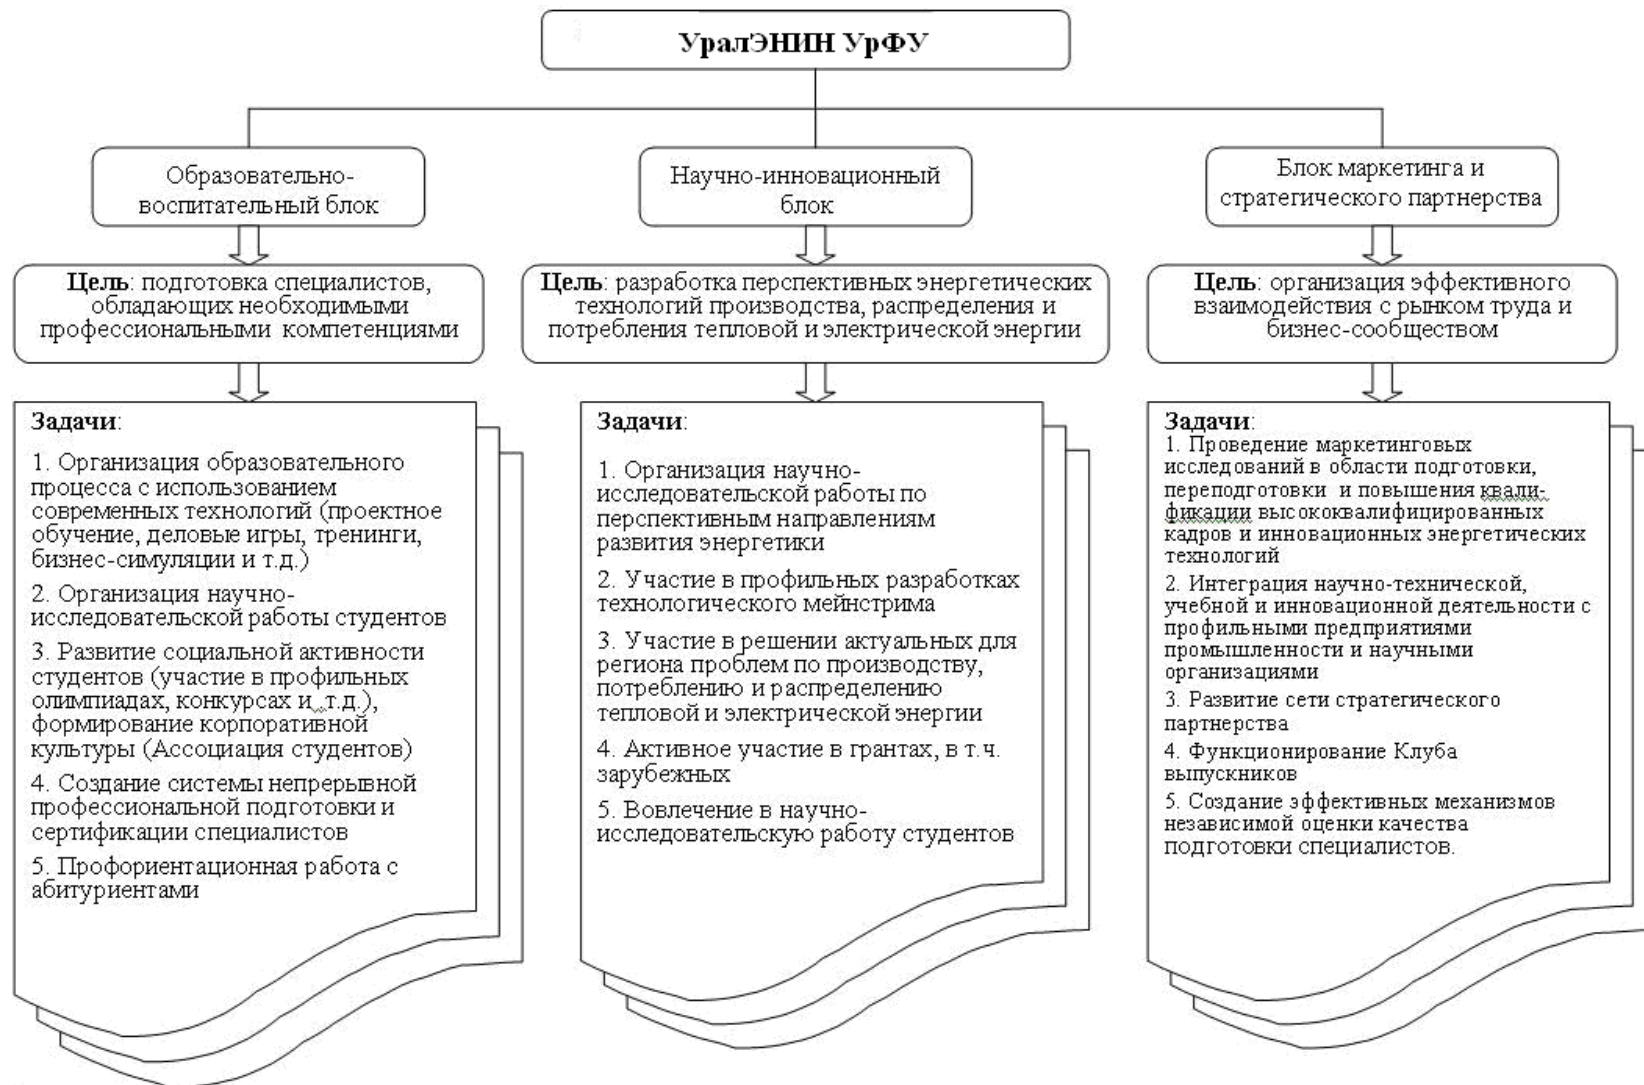 УралЭНИН УрФУ
Образовательно-
воспитательный блок
Цель: подготовка специалистов,
обладающих необходимыми
профессиональными компетенциями
Задачи:
1. Организация образовательного
процесса с использованием
современных технологий (проектное
обучение, деловые игры, тренинги,
бизнес-симуляции и т.д.)
2. Организация научно-
исследовательской работы студентов
3. Развитие социальной активности
студентов (участие в профильных
олимпиадах, конкурсах и т.д.),
формирование корпоративной
культуры (Ассоциация студентов)
4. Создание системы непрерывной
профессиональной подготовки и
сертификации специалистов
5. Профориентационная работа с
абитуриентами
Научно-инновационный
блок
Цель: разработка перспективных энергетических
технологий производства, распределения и
потребления тепловой и электрической энергии
Задачи:
1. Организация научно-
исследовательской работы по
перспективным направлениям
развития энергетики
2. Участие в профильных разработках
технологического мейнстрима
3. Участие в решении актуальных для
региона проблем по производству,
потреблению и распределению
тепловой и электрической энергии
4. Активное участие в грантах, в т.ч.
зарубежных
5. Вовлечение в научно-
исследовательскую работу студентов
Блок маркетинга и
стратегического партнерства
Цель: организация эффективного
взаимодействия с рынком труда и
бизнес-сообществом
Задачи:
1. Проведение маркетинговых
исследований в области подготовки,
переподготовки и повышения квали-
фикации высококвалифицированных
кадров и инновационных энергетических
технологий
2. Интеграция научно-технической,
учебной и инновационной деятельности с
профильными предприятиями
промышленности и научными
организациями
3. Развитие сети стратегического
партнерства
4. Функционирование Клуба
выпускников
5. Создание эффективных механизмов
независимой оценки качества
подготовки специалистов.